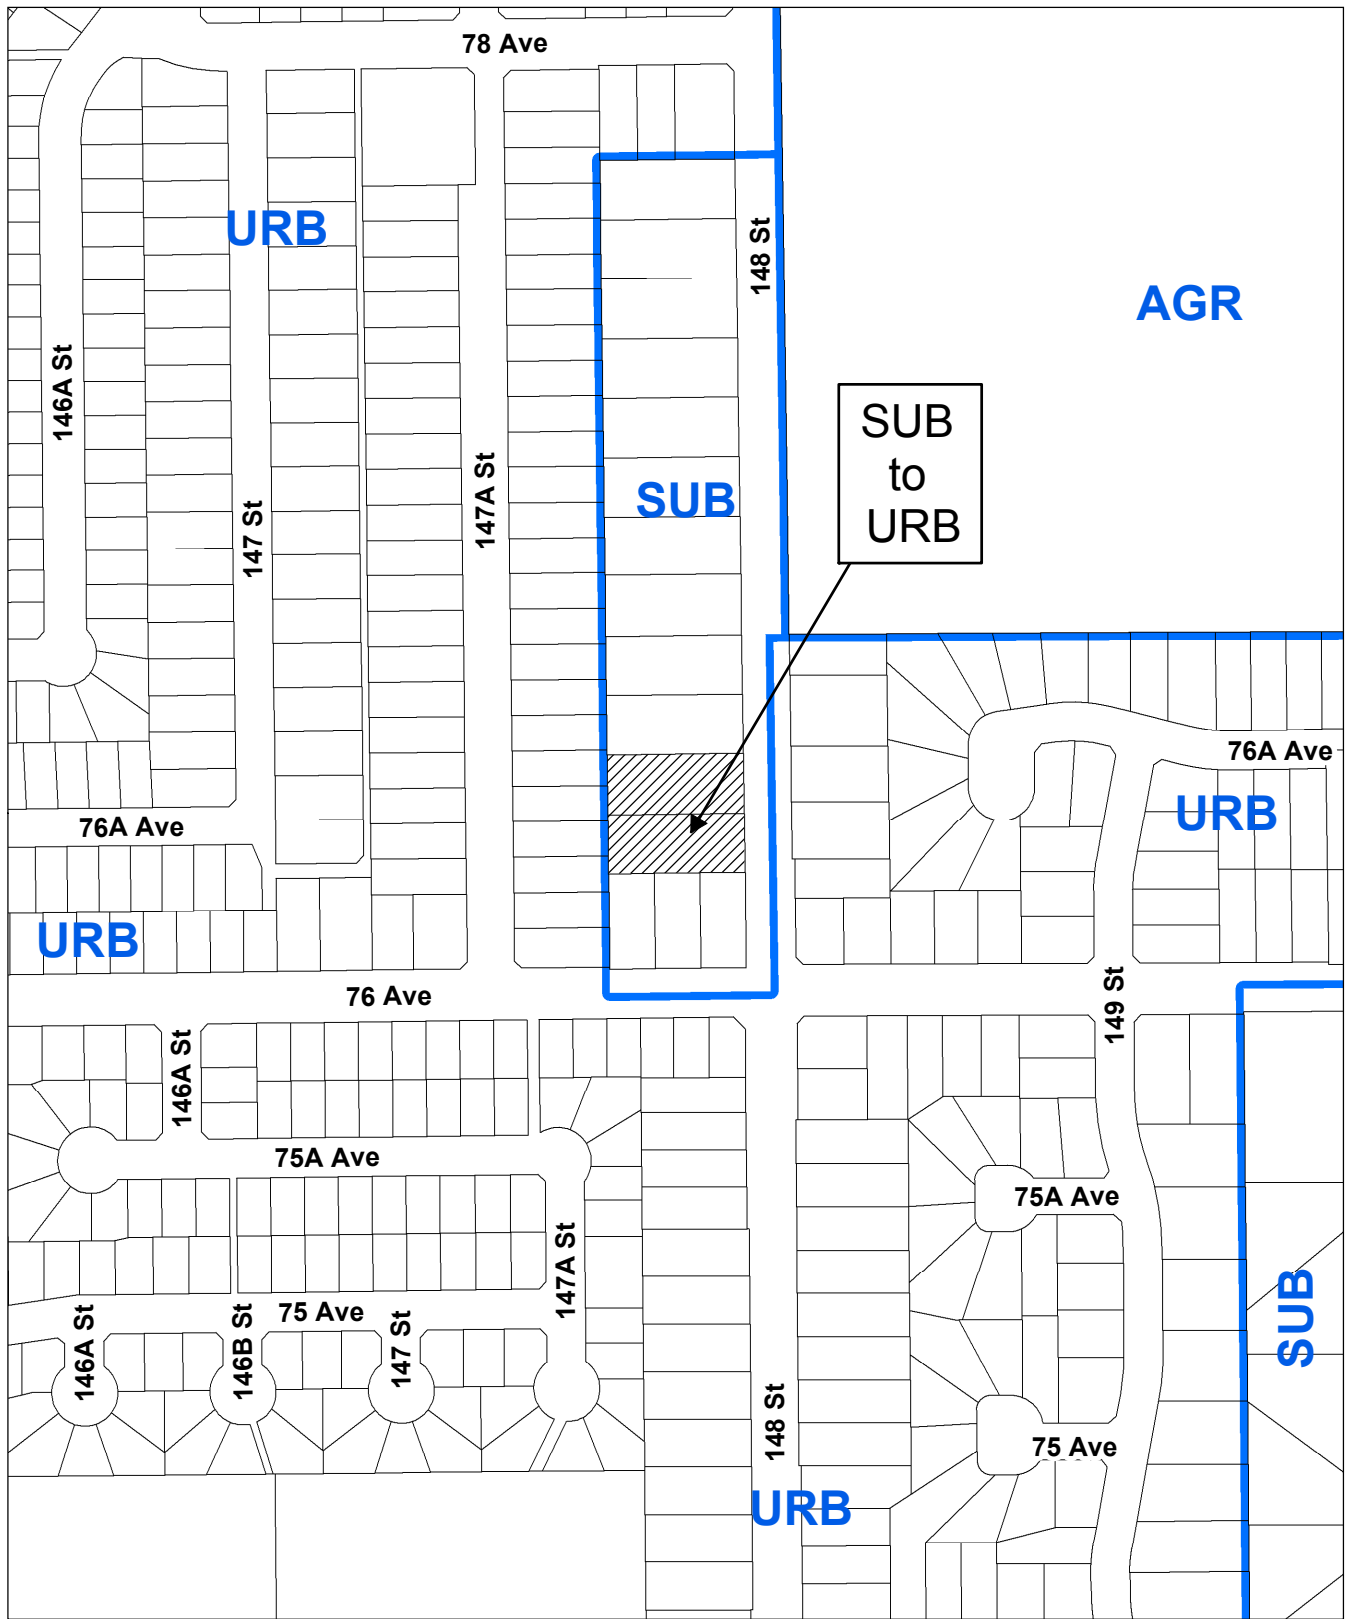 78 Ave
URB
148 St
AGR
146A St
SUB
to
URB
147A St
SUB
147 St
76A Ave
URB
76A Ave
URB
76 Ave
149 St
146A St
75A Ave
75A Ave
147A St
SUB
75 Ave
146A St
146B St
147 St
148 St
75 Ave
URB